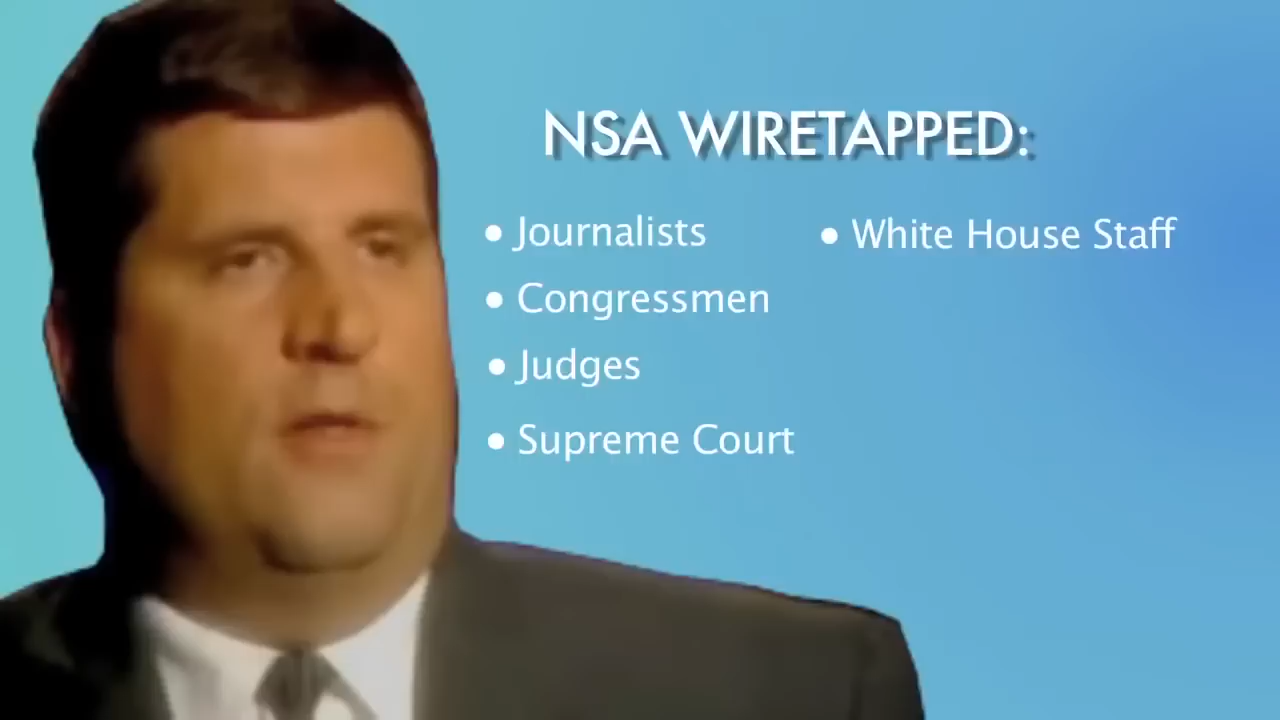 NSA WIRETAPPED:
• Journalists
• Congressmen
• Judges
• Supreme Court
• White House Staff